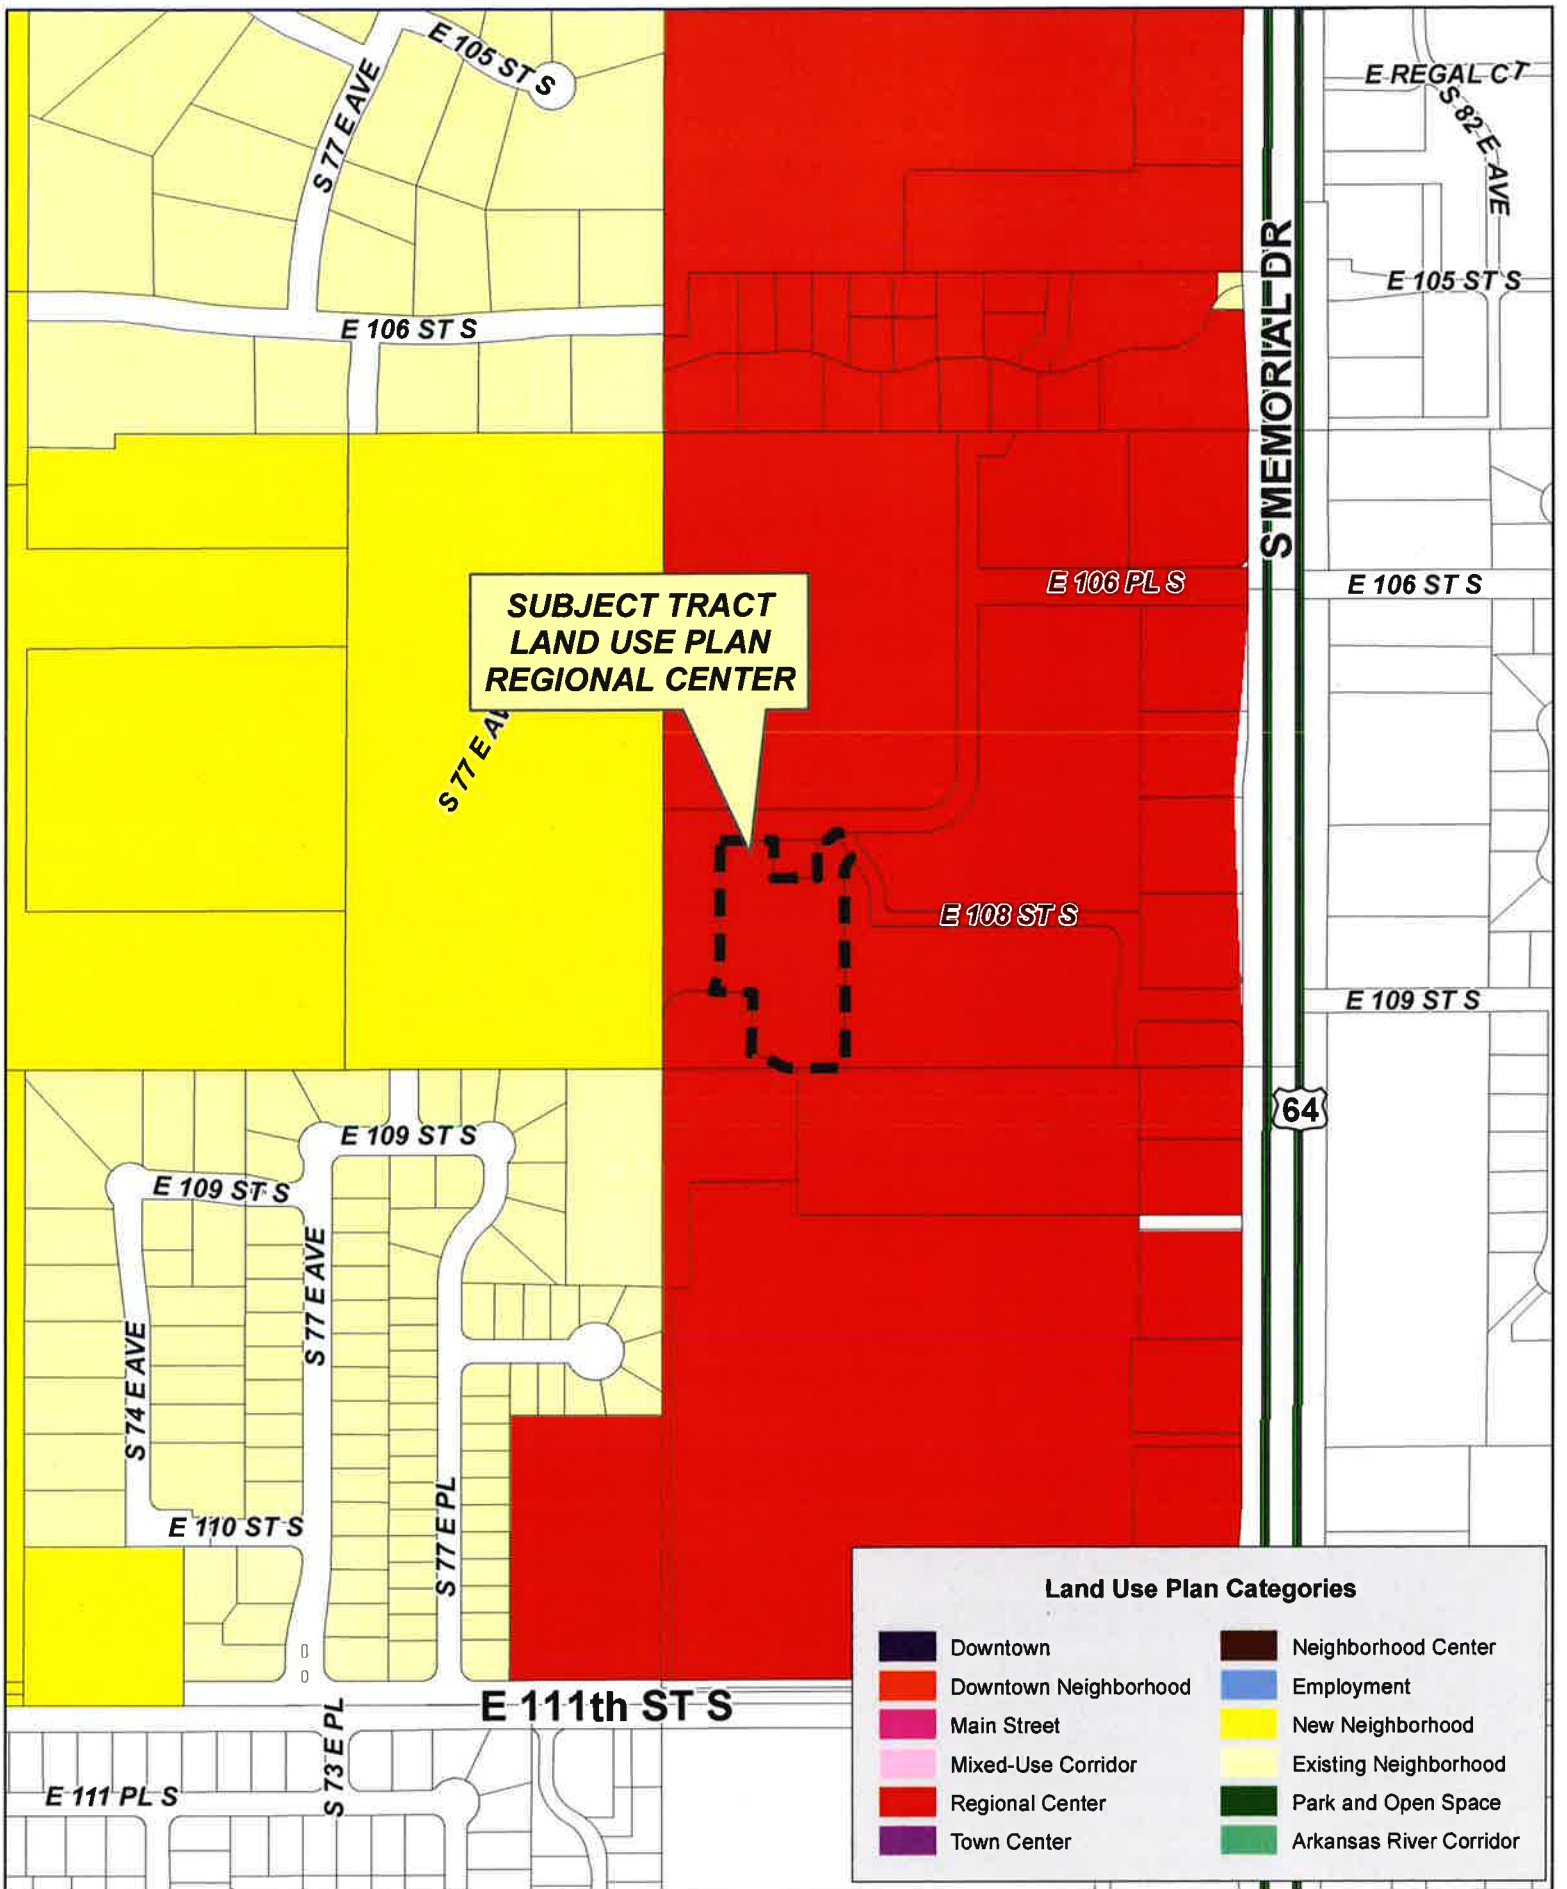 E 105 ST S
S 77 E AVE
E REGAL CT
S 82 E AVE
E 105 ST S
S MEMORIAL DR
E 106 ST S
E 106 PL S
E 106 ST S
SUBJECT TRACT
LAND USE PLAN
REGIONAL CENTER
S 77 E AV
E 108 ST S
E 109 ST S
64
E 109 ST S
E 109 ST S
S 77 E AVE
S 74 E AVE
S 77 E PL
E 110 ST S
E 111th ST S
S 73 E PL
E 111 PL S
Land Use Plan Categories
Downtown
Downtown Neighborhood
Main Street
Mixed-Use Corridor
Regional Center
Town Center
Neighborhood Center
Employment
New Neighborhood
Existing Neighborhood
Park and Open Space
Arkansas River Corridor